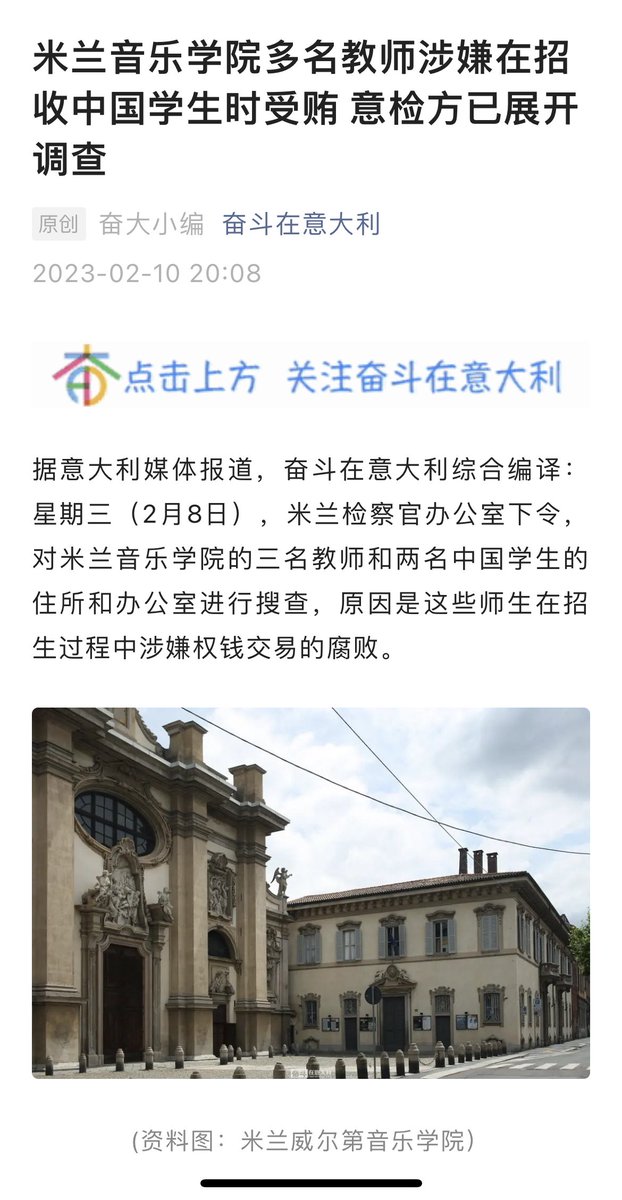 米兰音乐学院多名教师涉嫌在招
收中国学生时受贿 意检方已展开
调查
原创 奋大小编 奋斗在意大利
2023-02-10 20:08
点击上方 关注奋斗在意大利
据意大利媒体报道，奋斗在意大利综合编译：
星期三（2月8日），米兰检察官办公室下令，
对米兰音乐学院的三名教师和两名中国学生的
住所和办公室进行搜查，原因是这些师生在招
生过程中涉嫌权钱交易的腐败。
(资料图：米兰威尔第音乐学院）